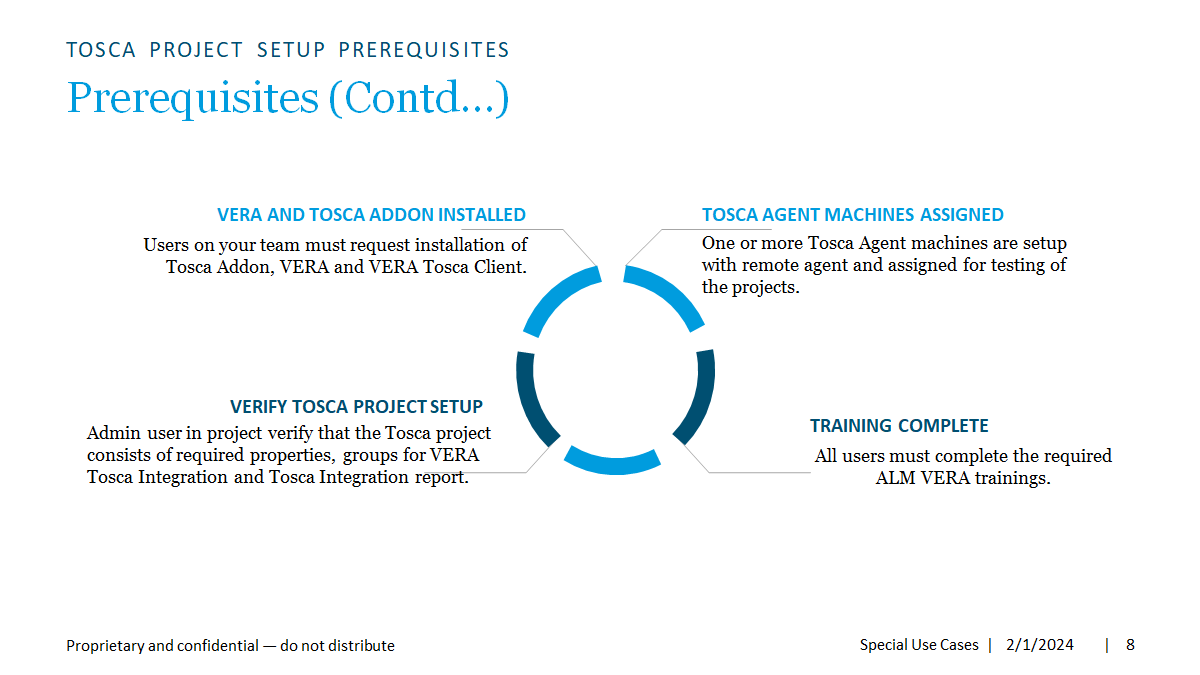 TOSCA PROJECT SETUP PREREQUISITES
Prerequisites (Contd…)
VERA AND TOSCA ADDON INSTALLED
Users on your team must request installation of
Tosca Addon, VERA and VERA Tosca Client.
TOSCA AGENT MACHINES ASSIGNED
One or more Tosca Agent machines are setup
with remote agent and assigned for testing of
the projects.
VERIFY TOSCA PROJECT SETUP
Admin user in project verify that the Tosca project
consists of required properties, groups for VERA
Tosca Integration and Tosca Integration report.
TRAINING COMPLETE
All users must complete the required
ALM VERA trainings.
Proprietary and confidential — do not distribute
Special Use Cases | 2/1/2024 | 8